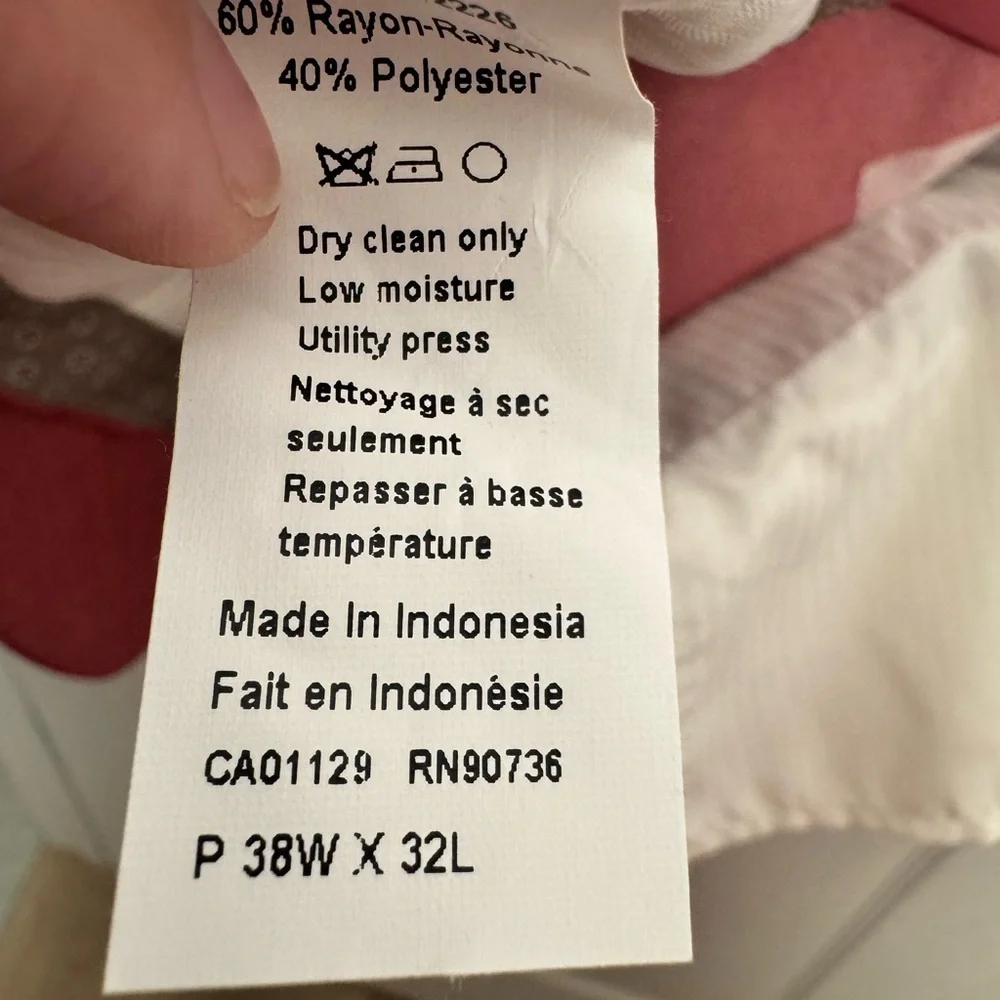 2226
60% Rayon-Rayonne
40% Polyester
Dry clean only
Low moisture
Utility press
Nettoyage à sec
seulement
Repasser à basse
température
Made In Indonesia
Fait en Indonésie
CA01129 RN90736
P 38W X 32L